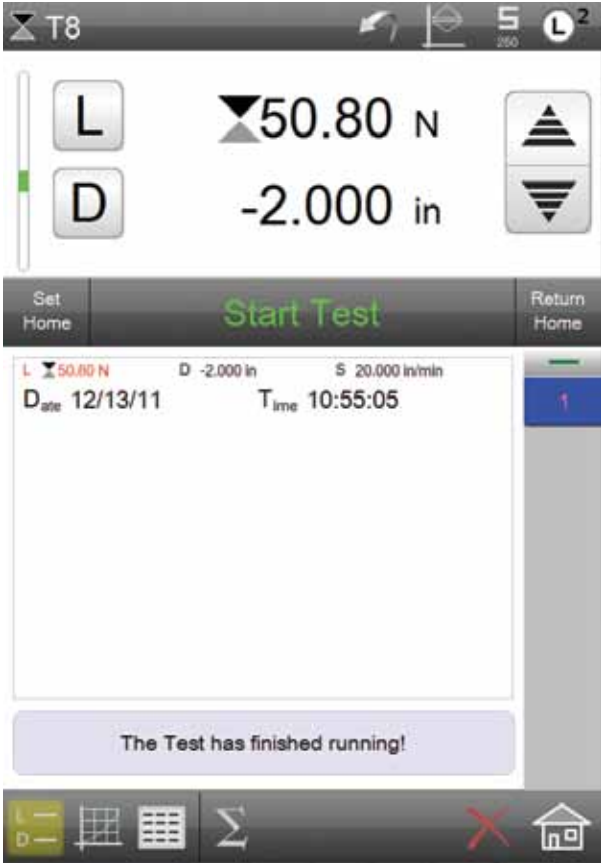 T8
S
250
L 2
L 50.80 N
D -2.000 in
Set Home
Start Test
Return Home
L 50.80 N D -2.000 in S 20.000 in/min
Date 12/13/11 Time 10:55:05
1
The Test has finished running!
L
D
Σ